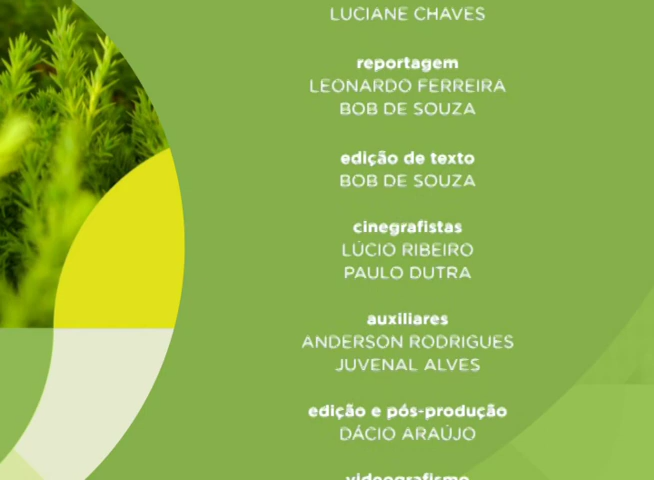 LUCIANE CHAVES
reportagem
LEONARDO FERREIRA
BOB DE SOUZA
edição de texto
BOB DE SOUZA
cinegrafistas
LÚCIO RIBEIRO
PAULO DUTRA
auxiliares
ANDERSON RODRIGUES
JUVENAL ALVES
edição e pós-produção
DÁCIO ARAÚJO
videografismo